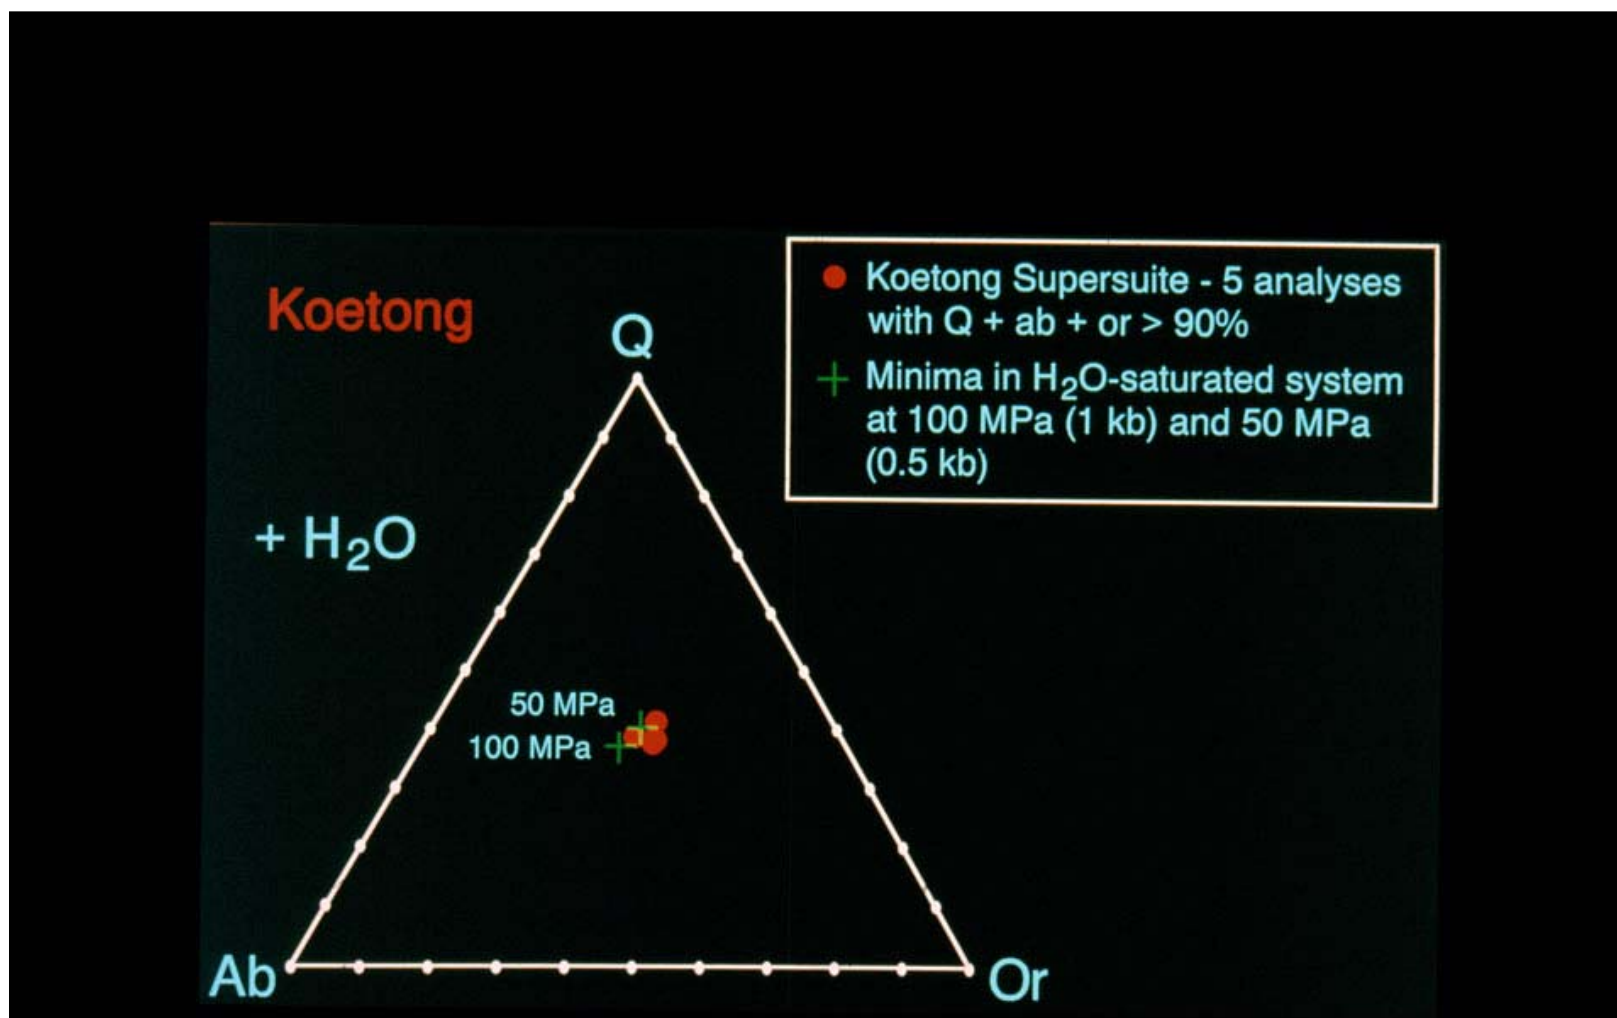 Koetong
Koetong Supersuite - 5 analyses
with Q + ab + or > 90%
Minima in H₂O-saturated system
at 100 MPa (1 kb) and 50 MPa
(0.5 kb)
Q
+ H₂O
50 MPa
100 MPa
Ab
Or